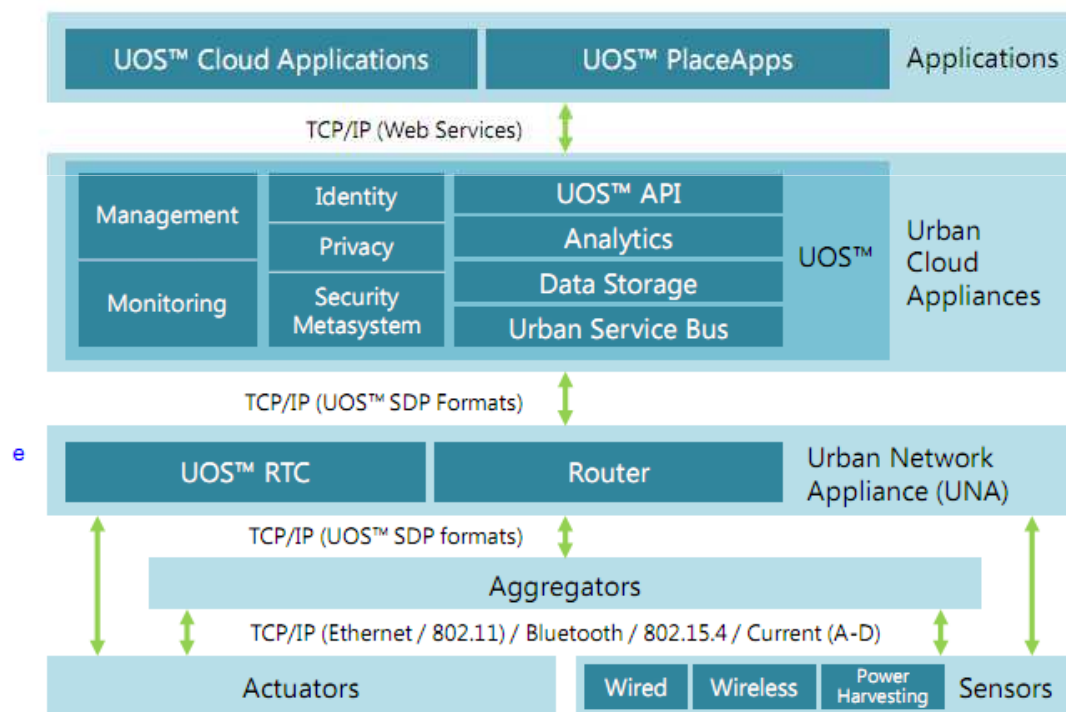 UOS™ Cloud Applications
UOS™ PlaceApps
Applications
TCP/IP (Web Services)
Management
Monitoring
Identity
Privacy
Security
Metasystem
UOS™ API
Analytics
Data Storage
Urban Service Bus
UOS™
Urban
Cloud
Appliances
TCP/IP (UOS™ SDP Formats)
e
UOS™ RTC
Router
Urban Network
Appliance (UNA)
TCP/IP (UOS™ SDP formats)
Aggregators
TCP/IP (Ethernet / 802.11) / Bluetooth / 802.15.4 / Current (A-D)
Actuators
Wired
Wireless
Power
Harvesting
Sensors